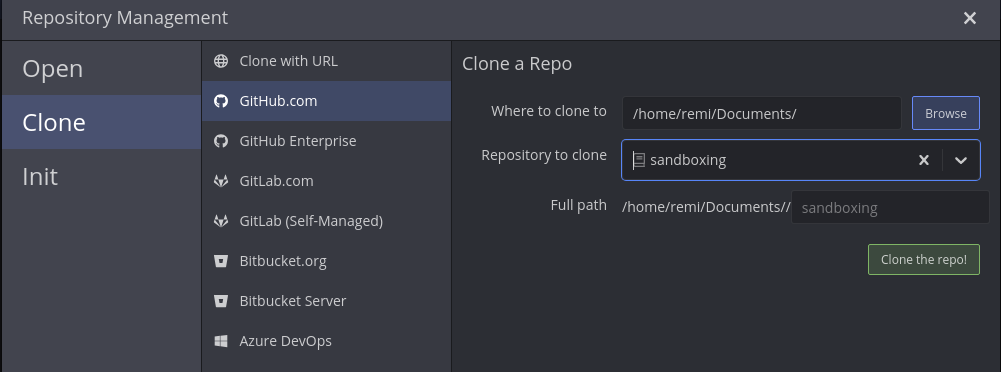 Repository Management
Open
Clone
Init
Clone with URL
GitHub.com
GitHub Enterprise
GitLab.com
GitLab (Self-Managed)
Bitbucket.org
Bitbucket Server
Azure DevOps
Clone a Repo
Where to clone to /home/remi/Documents/ Browse
Repository to clone sandboxing
Full path /home/remi/Documents// sandboxing
Clone the repo!